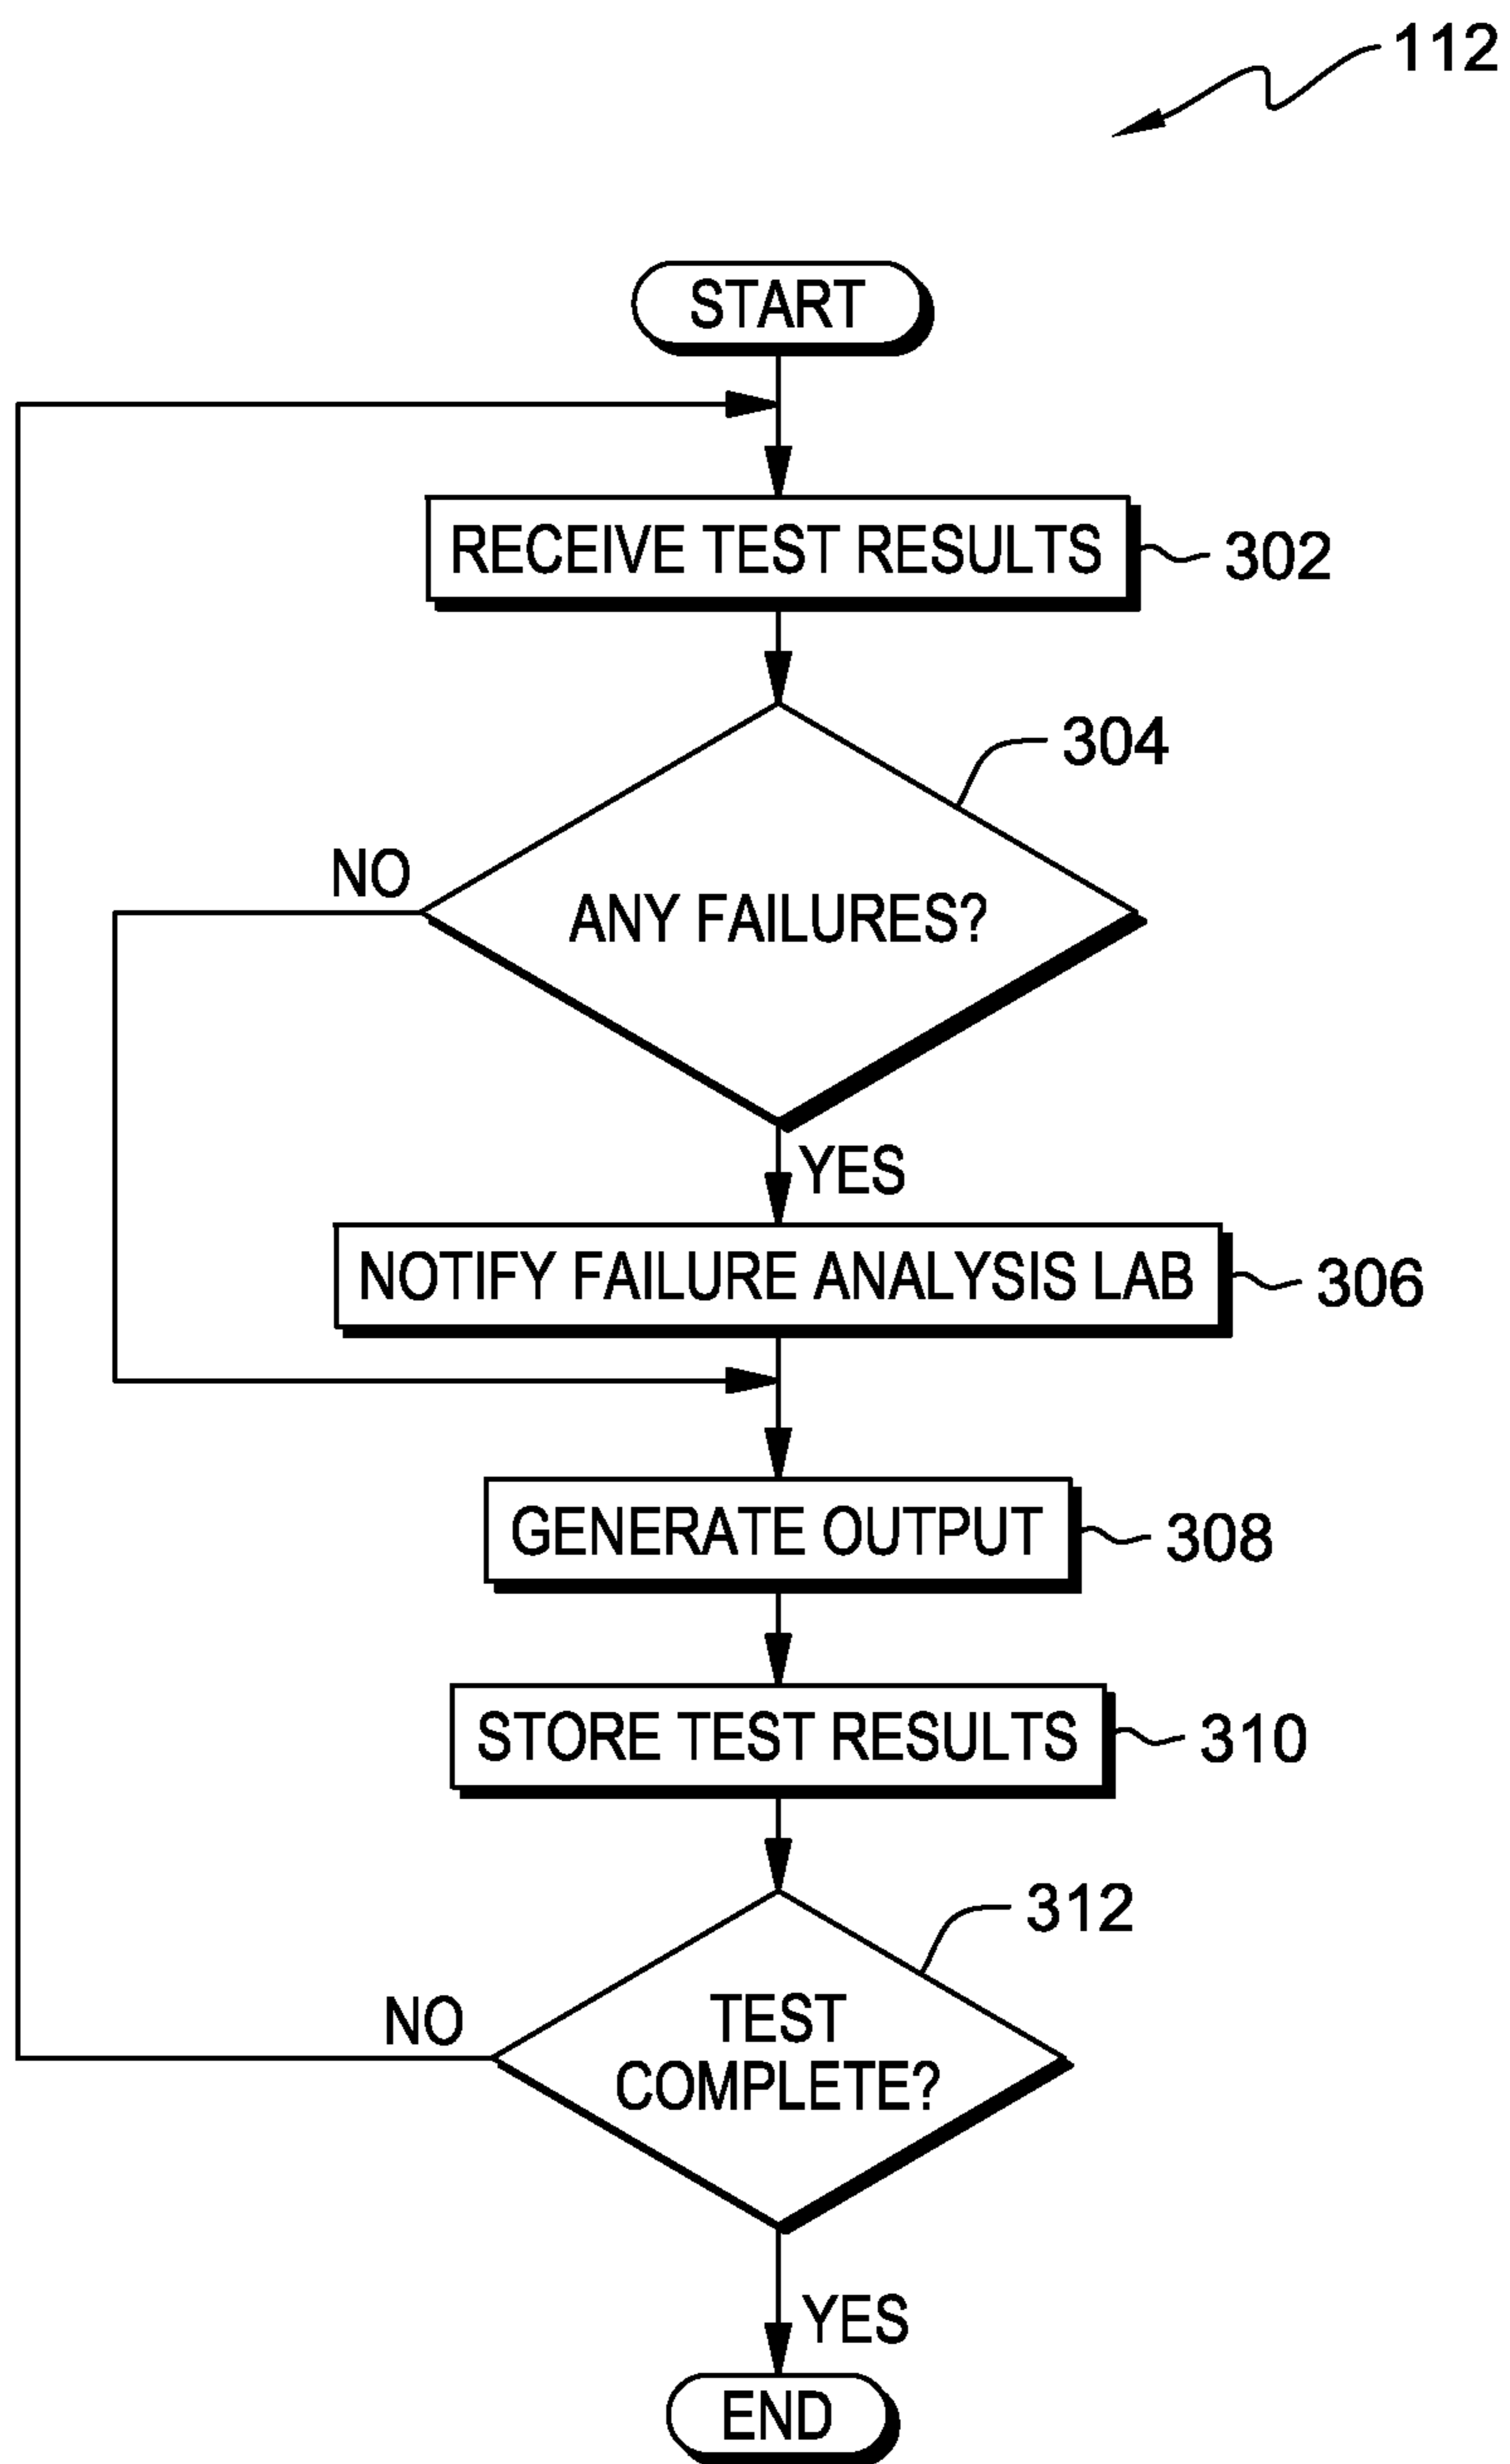 112
START
RECEIVE TEST RESULTS
302
304
NO
ANY FAILURES?
YES
NOTIFY FAILURE ANALYSIS LAB
306
GENERATE OUTPUT
308
STORE TEST RESULTS
310
312
NO
TEST
COMPLETE?
YES
END